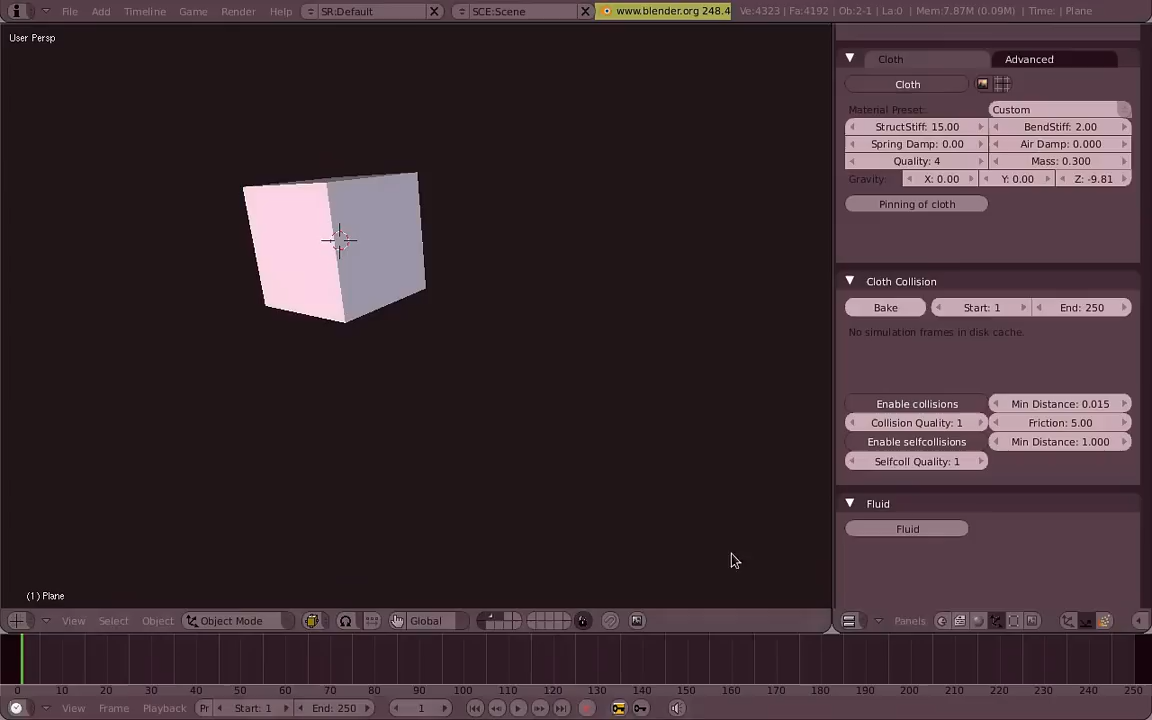 File Add Timeline Game Render Help SR:Default SCE:Scene www.blender.org 248.4 Ve:4323 | Fa:4192 | Ob:2-1 | La:0 | Mem:7.87M (0.09M) | Time: | Plane
User Persp
Cloth Advanced
Cloth
Material Preset: Custom
StructStiff: 15.00 BendStiff: 2.00
Spring Damp: 0.00 Air Damp: 0.000
Quality: 4 Mass: 0.300
Gravity: X: 0.00 Y: 0.00 Z: -9.81
Pinning of cloth
Cloth Collision
Bake Start: 1 End: 250
No simulation frames in disk cache.
Enable collisions Min Distance: 0.015
Collision Quality: 1 Friction: 5.00
Enable selfcollisions Min Distance: 1.000
Selfcoll Quality: 1
Fluid
Fluid
(1) Plane
View Select Object Object Mode Global Panels
0 10 20 30 40 50 60 70 80 90 100 110 120 130 140 150 160 170 180 190 200 210 220 230 240 250
View Frame Playback Pr Start: 1 End: 250 1